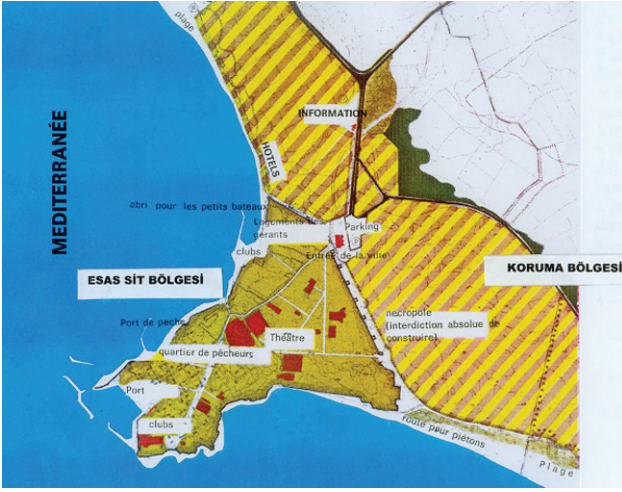 plage
MEDITERRANÉE
INFORMATION
HOTELS
abri pour les petits bateaux
Logements des
gérants
Parking
clubs
Entrée de la ville
KORUMA BÖLGESİ
ESAS SİT BÖLGESİ
nécropole
(interdiction absolue de
construire)
Port de peche
Théatre
quartier de pêcheurs
Port
clubs
route pour piétons
Plage